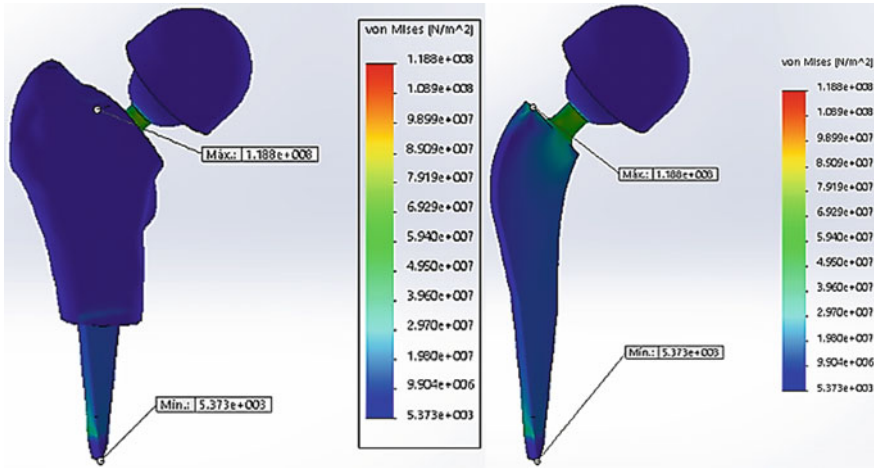 von Mises [N/m^2]
1.188e+008
1.089e+008
9.899e+007
8.909e+007
7.919e+007
6.929e+007
5.940e+007
4.950e+007
3.960e+007
2.970e+007
1.980e+007
9.904e+006
5.373e+003
Máx.: 1.188e+008
Mín.: 5.373e+003
von Mises [N/m^2]
1.188e+008
1.089e+008
9.899e+007
8.909e+007
7.919e+007
6.929e+007
5.940e+007
4.950e+007
3.960e+007
2.970e+007
1.980e+007
9.904e+006
5.373e+003
Máx.: 1.188e+008
Mín.: 5.373e+003